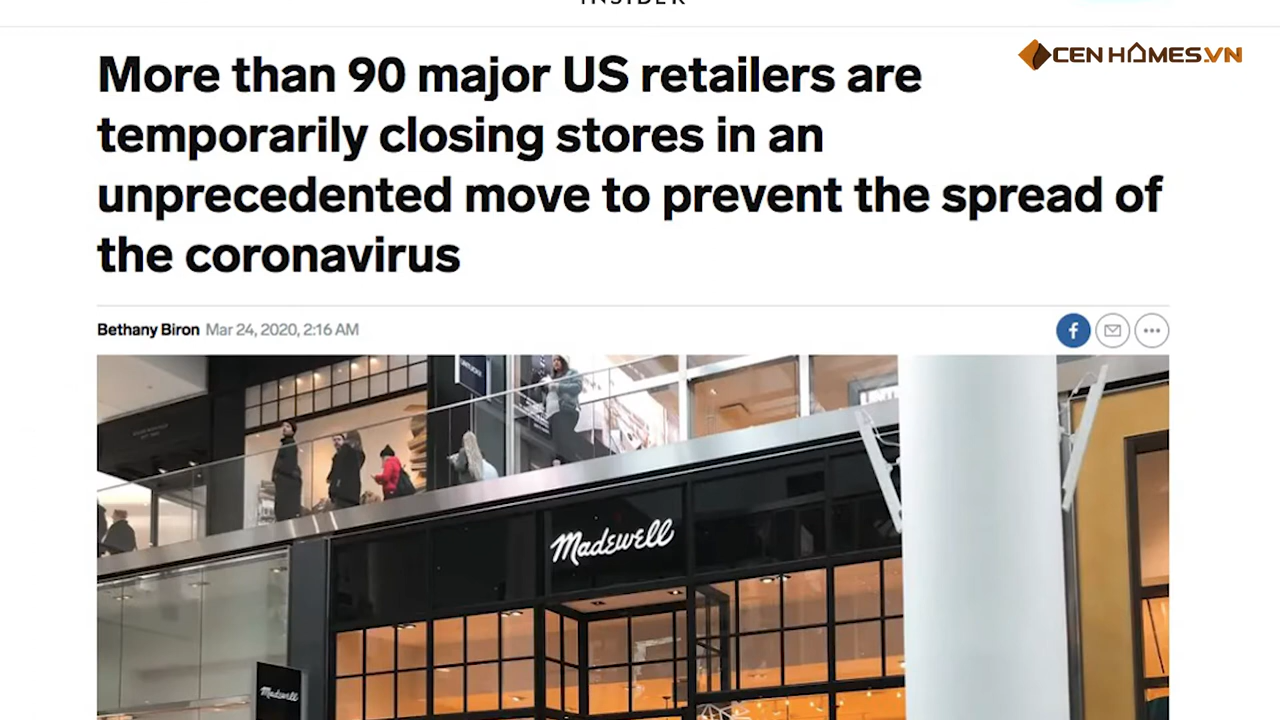 INSIDER
CENHOMES.VN
More than 90 major US retailers are
temporarily closing stores in an
unprecedented move to prevent the spread of
the coronavirus
Bethany Biron Mar 24, 2020, 2:16 AM
Madewell
Madewell